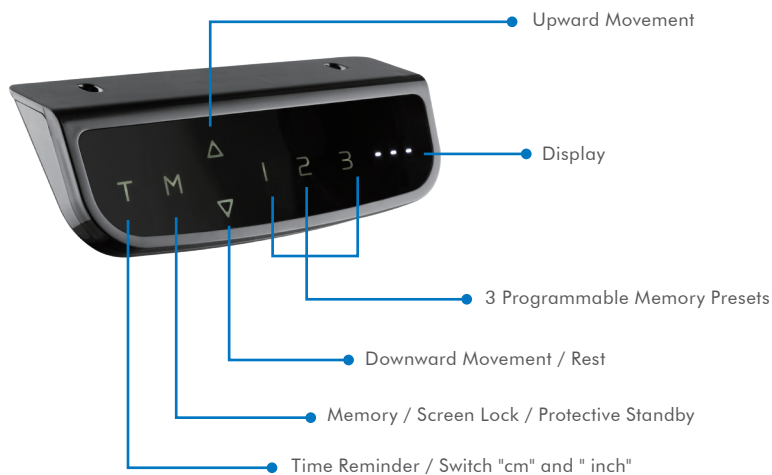 Upward Movement
T M △ ▽ 1 2 3 ---
Display
3 Programmable Memory Presets
Downward Movement / Rest
Memory / Screen Lock / Protective Standby
Time Reminder / Switch "cm" and " inch"